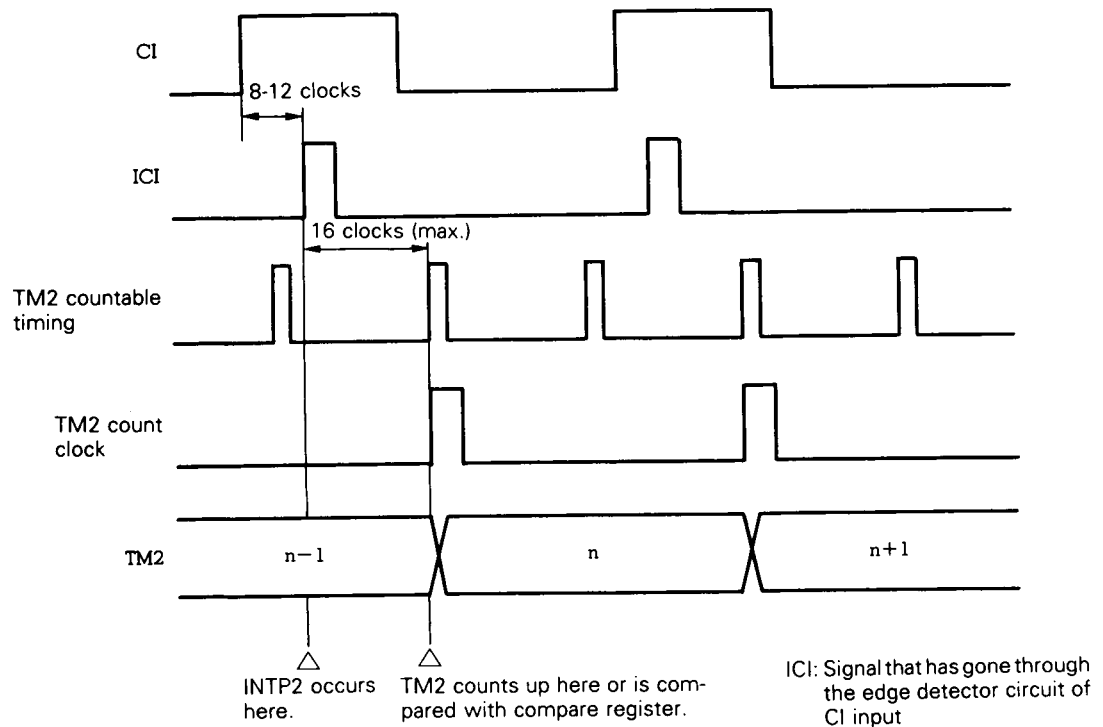 CI
8-12 clocks
ICI
16 clocks (max.)
TM2 countable
timing
TM2 count
clock
TM2
n−1
n
n+1
INTP2 occurs
here.
TM2 counts up here or is com-
pared with compare register.
ICI: Signal that has gone through
the edge detector circuit of
CI input